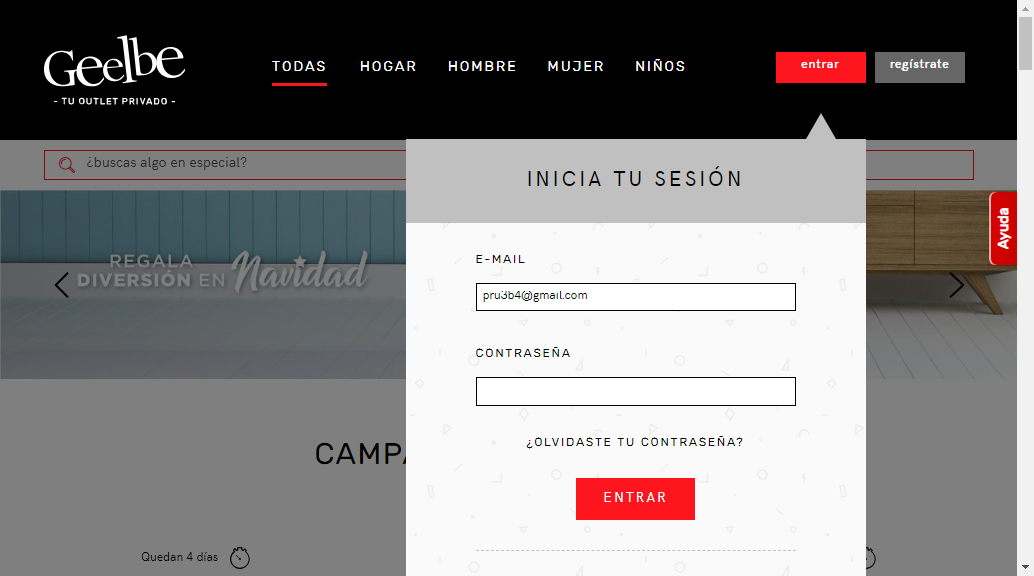 Geelbe
- TU OUTLET PRIVADO -
TODAS HOGAR HOMBRE MUJER NIÑOS
entrar
regístrate
¿buscas algo en especial?
INICIA TU SESIÓN
Ayuda
REGALA
DIVERSIÓN EN Navidad
E-MAIL
pru3b4@gmail.com
CONTRASEÑA
¿OLVIDASTE TU CONTRASEÑA?
CAMPA
ENTRAR
Quedan 4 días